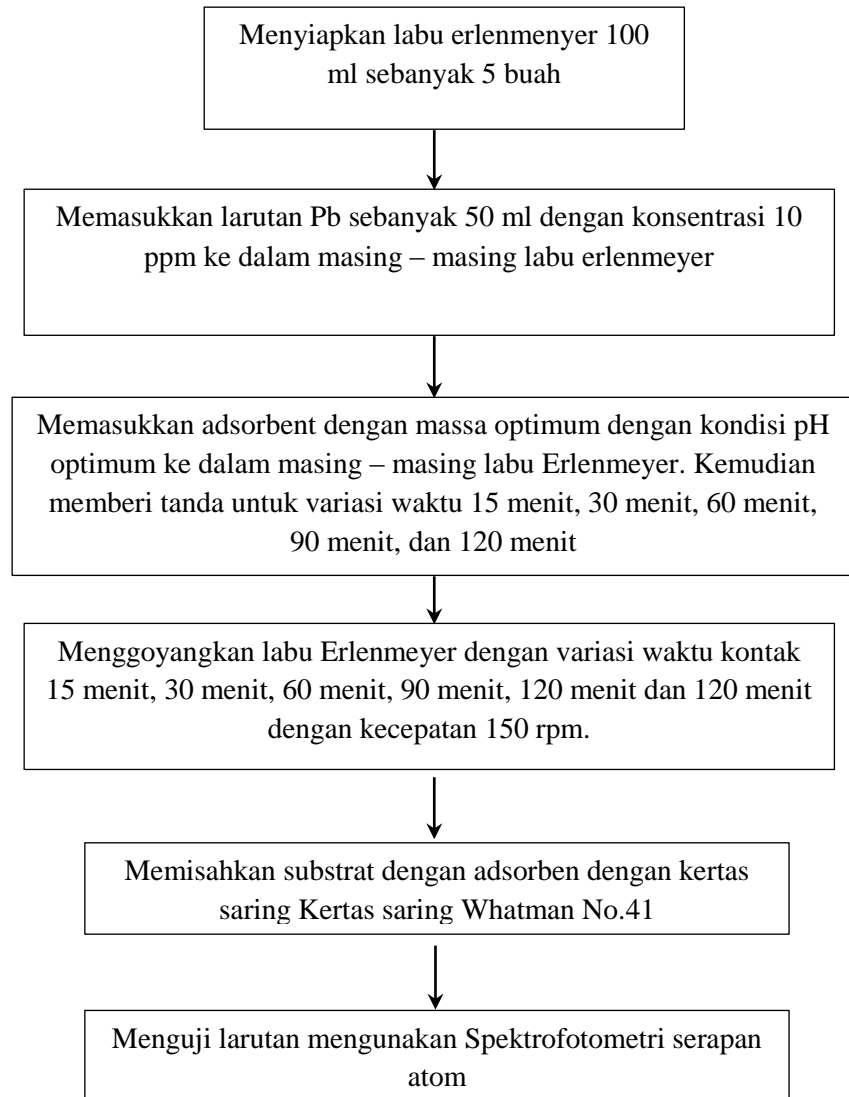 Menyiapkan labu erlenmenyer 100
ml sebanyak 5 buah
Memasukkan larutan Pb sebanyak 50 ml dengan konsentrasi 10
ppm ke dalam masing – masing labu erlenmeyer
Memasukkan adsorbent dengan massa optimum dengan kondisi pH
optimum ke dalam masing – masing labu Erlenmeyer. Kemudian
memberi tanda untuk variasi waktu 15 menit, 30 menit, 60 menit,
90 menit, dan 120 menit
Menggoyangkan labu Erlenmeyer dengan variasi waktu kontak
15 menit, 30 menit, 60 menit, 90 menit, 120 menit dan 120 menit
dengan kecepatan 150 rpm.
Memisahkan substrat dengan adsorben dengan kertas
saring Kertas saring Whatman No.41
Menguji larutan mengunakan Spektrofotometri serapan
atom